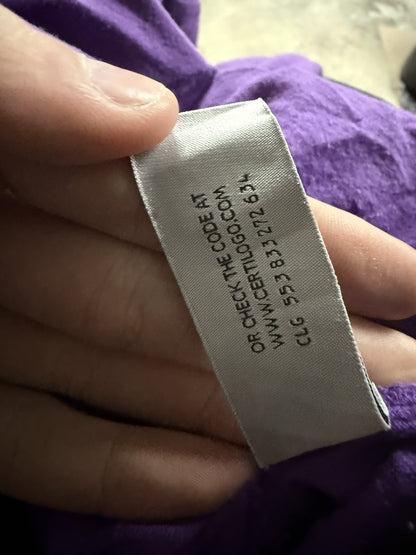 OR CHECK THE CODE AT
WWW.CERTILOGO.COM
CLG 553 833 272 634